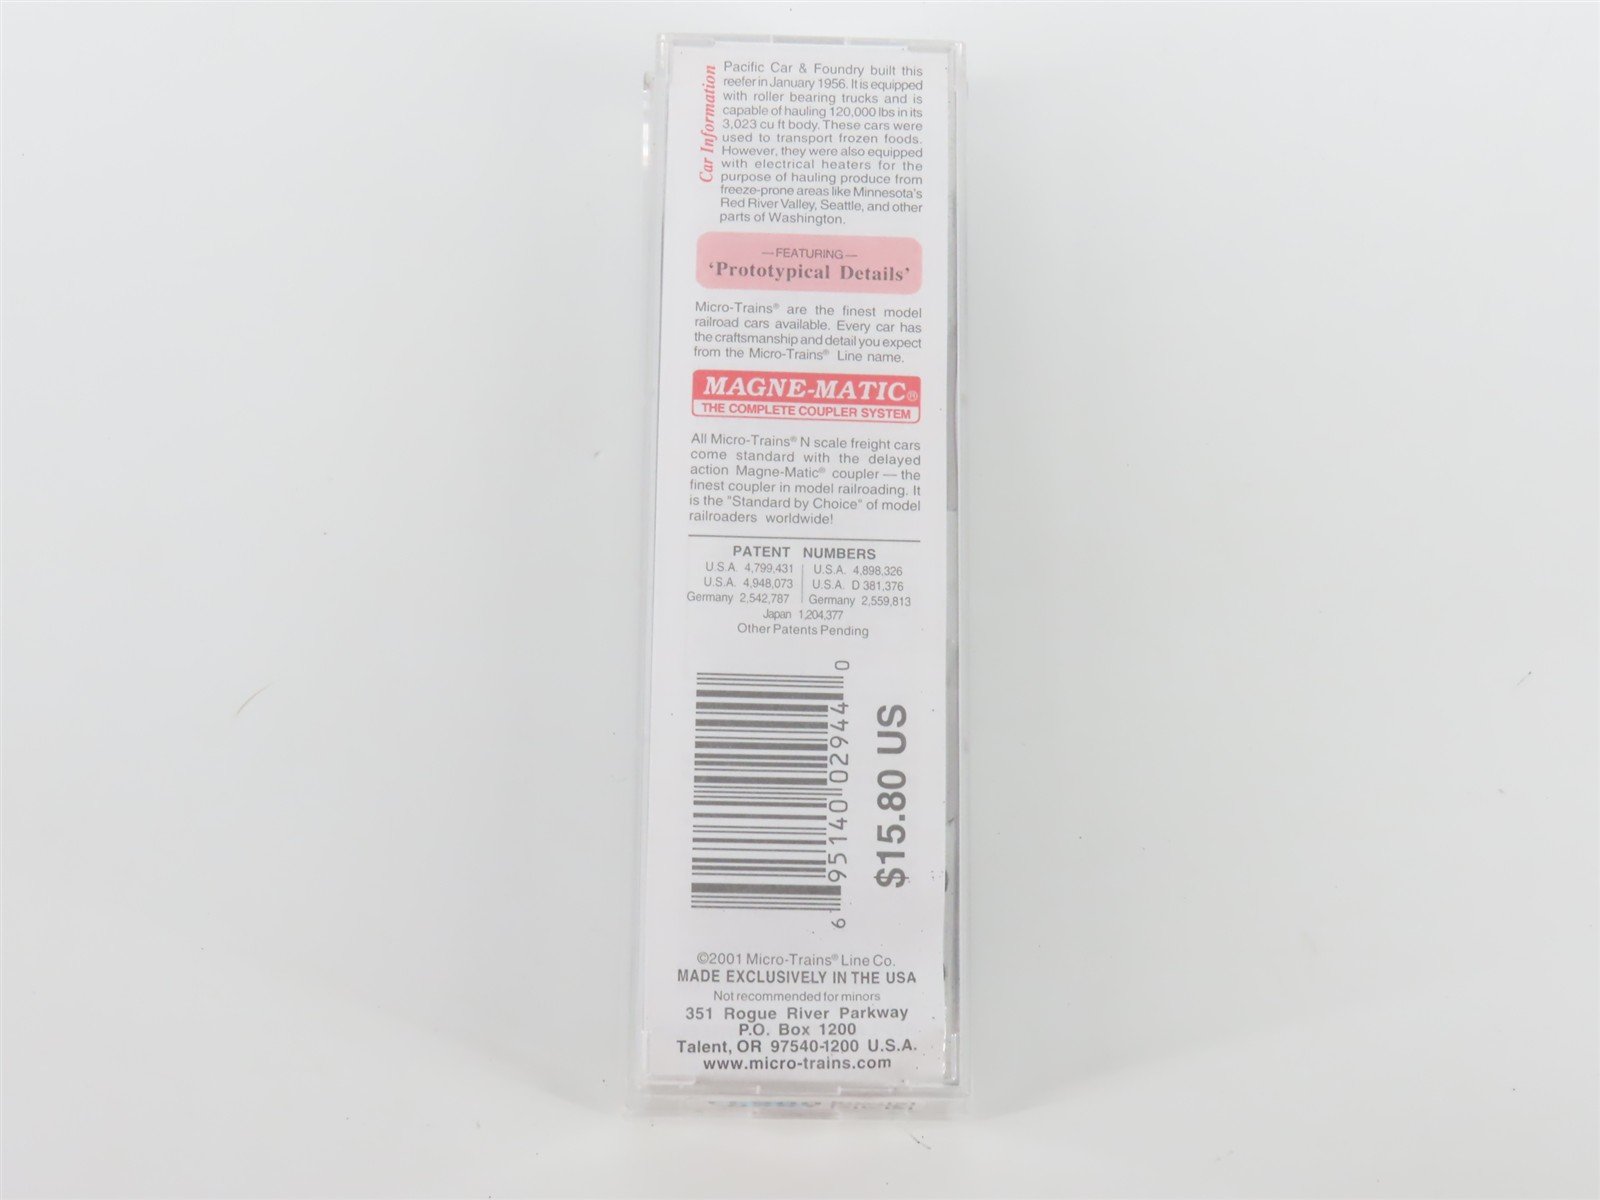 Car Information
Pacific Car & Foundry built this
reefer in January 1956. It is equipped
with roller bearing trucks and is
capable of hauling 120,000 lbs in its
3,023 cu ft body. These cars were
used to transport frozen foods.
However, they were also equipped
with electrical heaters for the
purpose of hauling produce from
freeze-prone areas like Minnesota's
Red River Valley, Seattle, and other
parts of Washington.
—FEATURING—
'Prototypical Details'
Micro-Trains® are the finest model
railroad cars available. Every car has
the craftsmanship and detail you expect
from the Micro-Trains® Line name.
MAGNE-MATIC®
THE COMPLETE COUPLER SYSTEM
All Micro-Trains® N scale freight cars
come standard with the delayed
action Magne-Matic® coupler — the
finest coupler in model railroading. It
is the "Standard by Choice" of model
railroaders worldwide!
PATENT NUMBERS
U.S.A. 4,799,431 U.S.A. 4,898,326
U.S.A. 4,948,073 U.S.A. D 381,376
Germany 2,542,787 Germany 2,559,813
Japan 1,204,377
Other Patents Pending
6 95140 02944 0
$15.80 US
©2001 Micro-Trains® Line Co.
MADE EXCLUSIVELY IN THE USA
Not recommended for minors
351 Rogue River Parkway
P.O. Box 1200
Talent, OR 97540-1200 U.S.A.
www.micro-trains.com